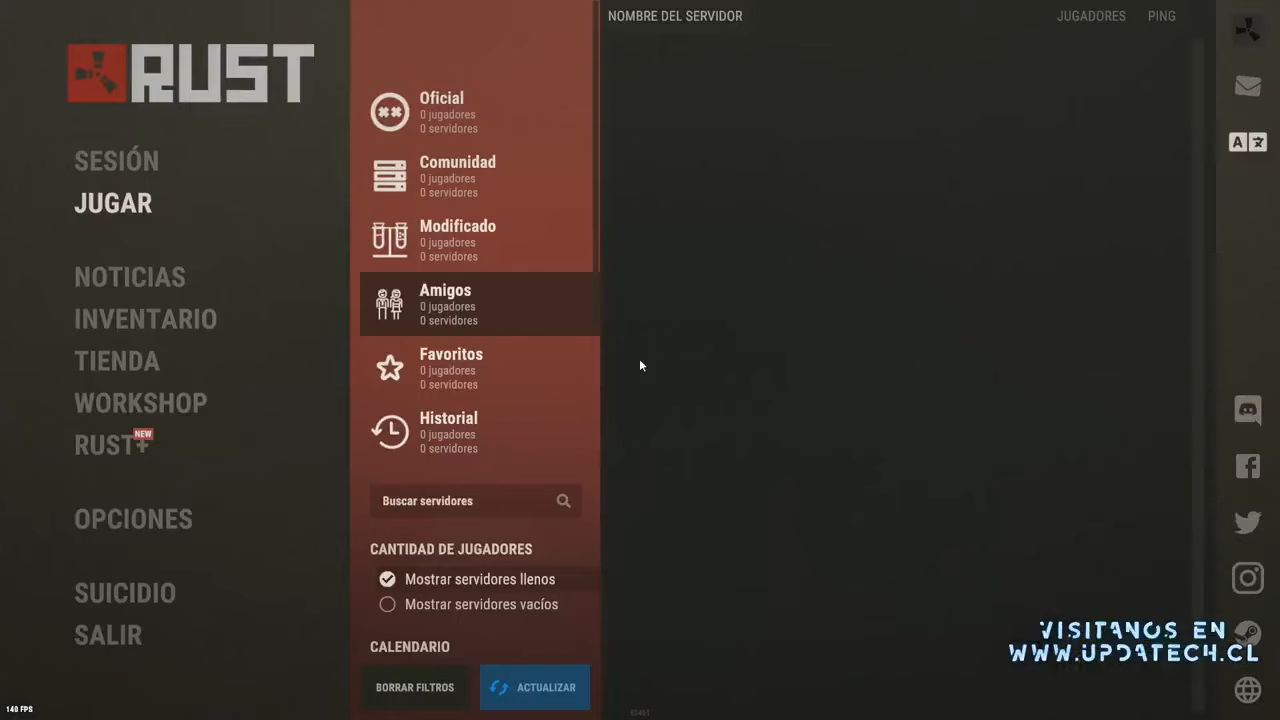 RUST
SESIÓN
JUGAR
NOTICIAS
INVENTARIO
TIENDA
WORKSHOP
RUST+
NEW
OPCIONES
SUICIDIO
SALIR
140 FPS
Oficial
0 jugadores
0 servidores
Comunidad
0 jugadores
0 servidores
Modificado
0 jugadores
0 servidores
Amigos
0 jugadores
0 servidores
Favoritos
0 jugadores
0 servidores
Historial
0 jugadores
0 servidores
Buscar servidores
CANTIDAD DE JUGADORES
Mostrar servidores llenos
Mostrar servidores vacíos
CALENDARIO
BORRAR FILTROS
ACTUALIZAR
NOMBRE DEL SERVIDOR
JUGADORES
PING
VISITANOS EN
WWW.UPDATECH.CL